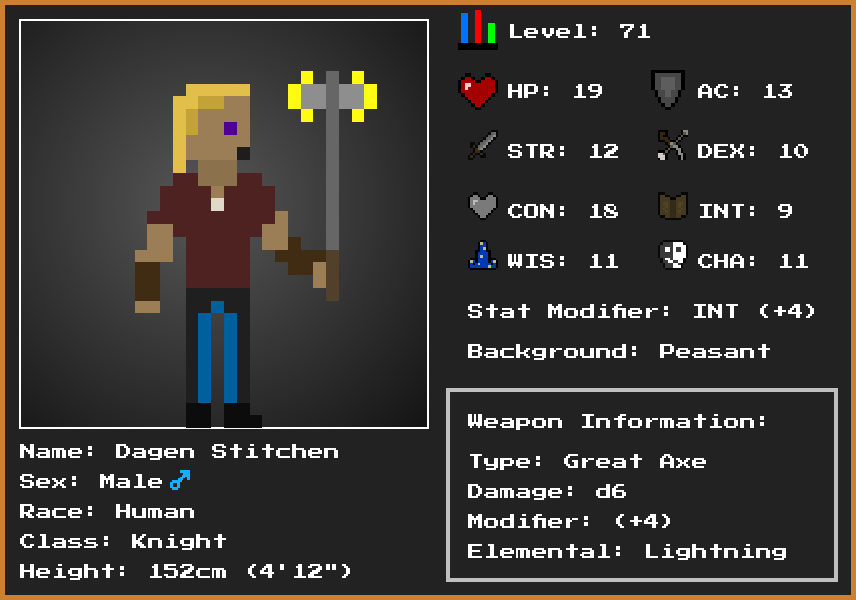 Level: 71
HP: 19 AC: 13
STR: 12 DEX: 10
CON: 18 INT: 9
WIS: 11 CHA: 11
Stat Modifier: INT (+4)
Background: Peasant
Weapon Information:
Type: Great Axe
Damage: d6
Modifier: (+4)
Elemental: Lightning
Name: Dagen Stitchen
Sex: Male♂
Race: Human
Class: Knight
Height: 152cm (4'12")